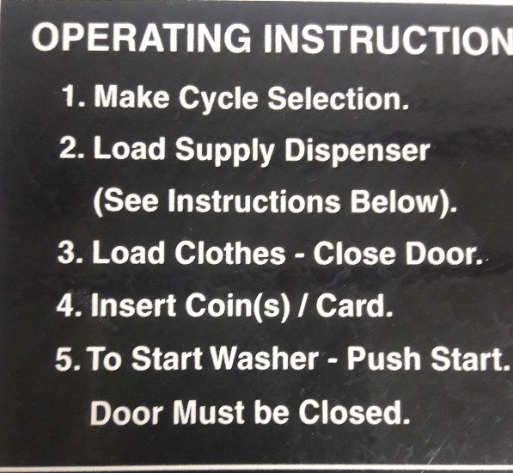 OPERATING INSTRUCTION
1. Make Cycle Selection.
2. Load Supply Dispenser
(See Instructions Below).
3. Load Clothes - Close Door.
4. Insert Coin(s) / Card.
5. To Start Washer - Push Start.
Door Must be Closed.